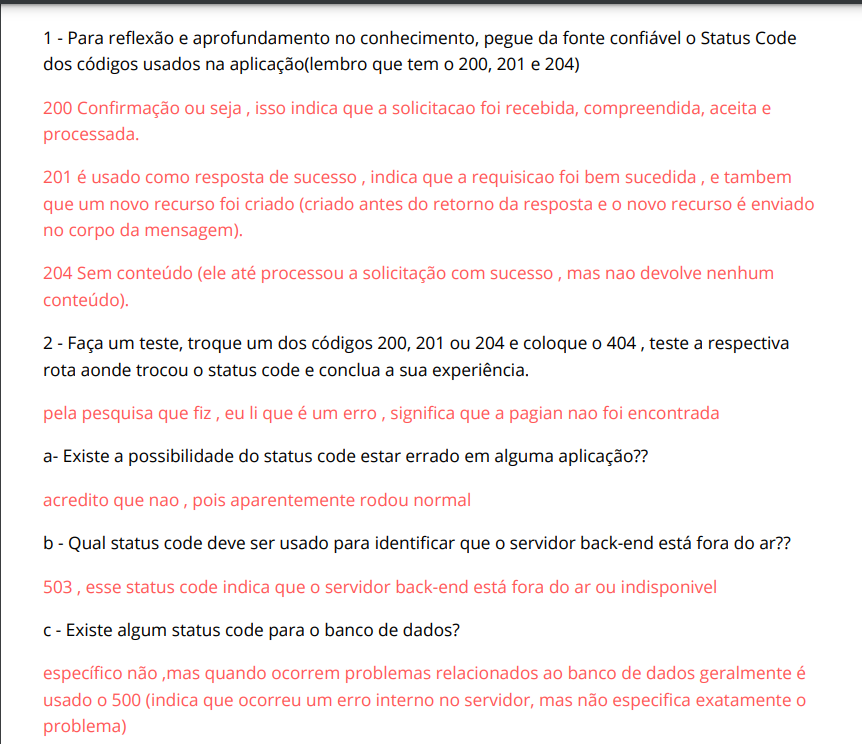 1 - Para reflexão e aprofundamento no conhecimento, pegue da fonte confiável o Status Code
dos códigos usados na aplicação(lembro que tem o 200, 201 e 204)
200 Confirmação ou seja , isso indica que a solicitacao foi recebida, compreendida, aceita e
processada.
201 é usado como resposta de sucesso , indica que a requisicao foi bem sucedida , e tambem
que um novo recurso foi criado (criado antes do retorno da resposta e o novo recurso é enviado
no corpo da mensagem).
204 Sem conteúdo (ele até processou a solicitação com sucesso , mas nao devolve nenhum
conteúdo).
2 - Faça um teste, troque um dos códigos 200, 201 ou 204 e coloque o 404 , teste a respectiva
rota aonde trocou o status code e conclua a sua experiência.
pela pesquisa que fiz , eu li que é um erro , significa que a pagian nao foi encontrada
a- Existe a possibilidade do status code estar errado em alguma aplicação??
acredito que nao , pois aparentemente rodou normal
b - Qual status code deve ser usado para identificar que o servidor back-end está fora do ar??
503 , esse status code indica que o servidor back-end está fora do ar ou indisponivel
c - Existe algum status code para o banco de dados?
específico não ,mas quando ocorrem problemas relacionados ao banco de dados geralmente é
usado o 500 (indica que ocorreu um erro interno no servidor, mas não especifica exatamente o
problema)